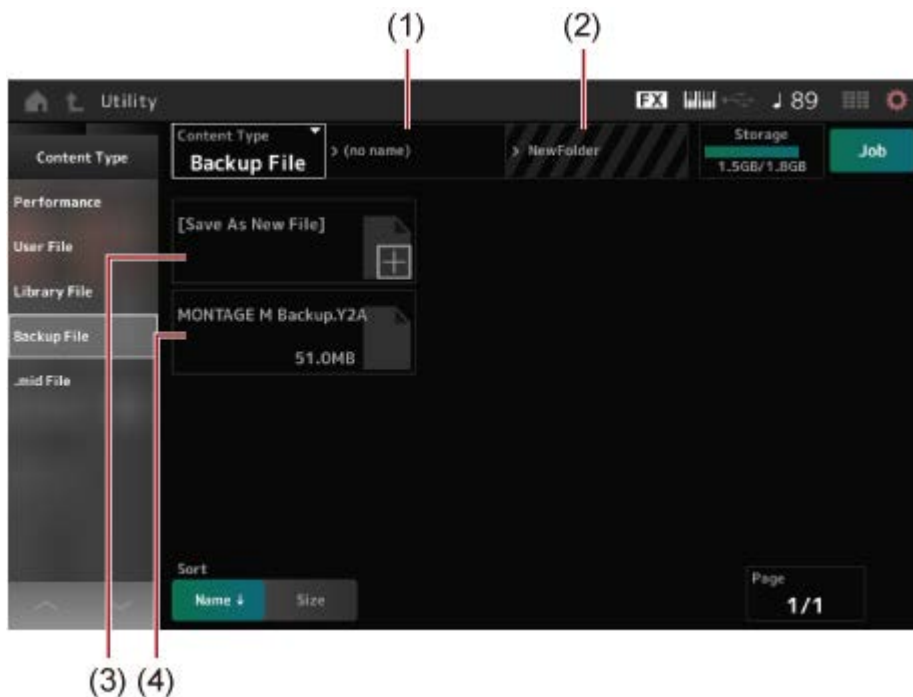 (1)
(2)
Utility
FX
♩ 89
Content Type
Performance
User File
Library File
Backup File
.mid File
Content Type
Backup File
> (no name)
> NewFolder
Storage
1.5GB/1.8GB
Job
[Save As New File]
MONTAGE M Backup.Y2A
51.0MB
Sort
Name ↓
Size
Page
1/1
(3)
(4)